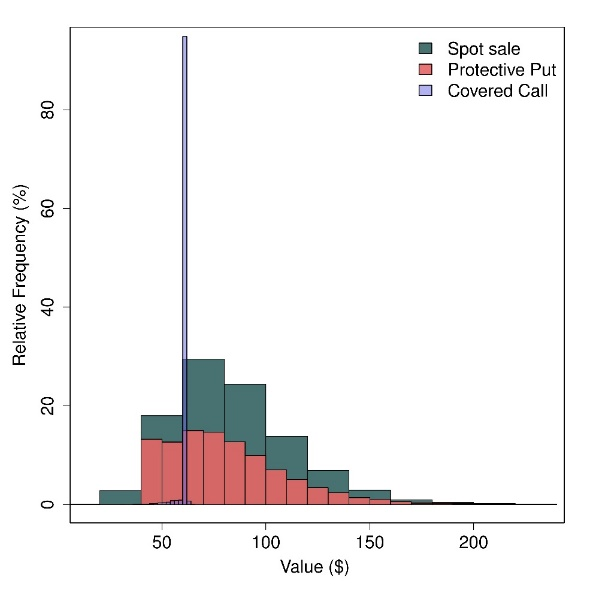 Spot sale
Protective Put
Covered Call
Relative Frequency (%)
80
60
40
20
0
50 100 150 200
Value ($)